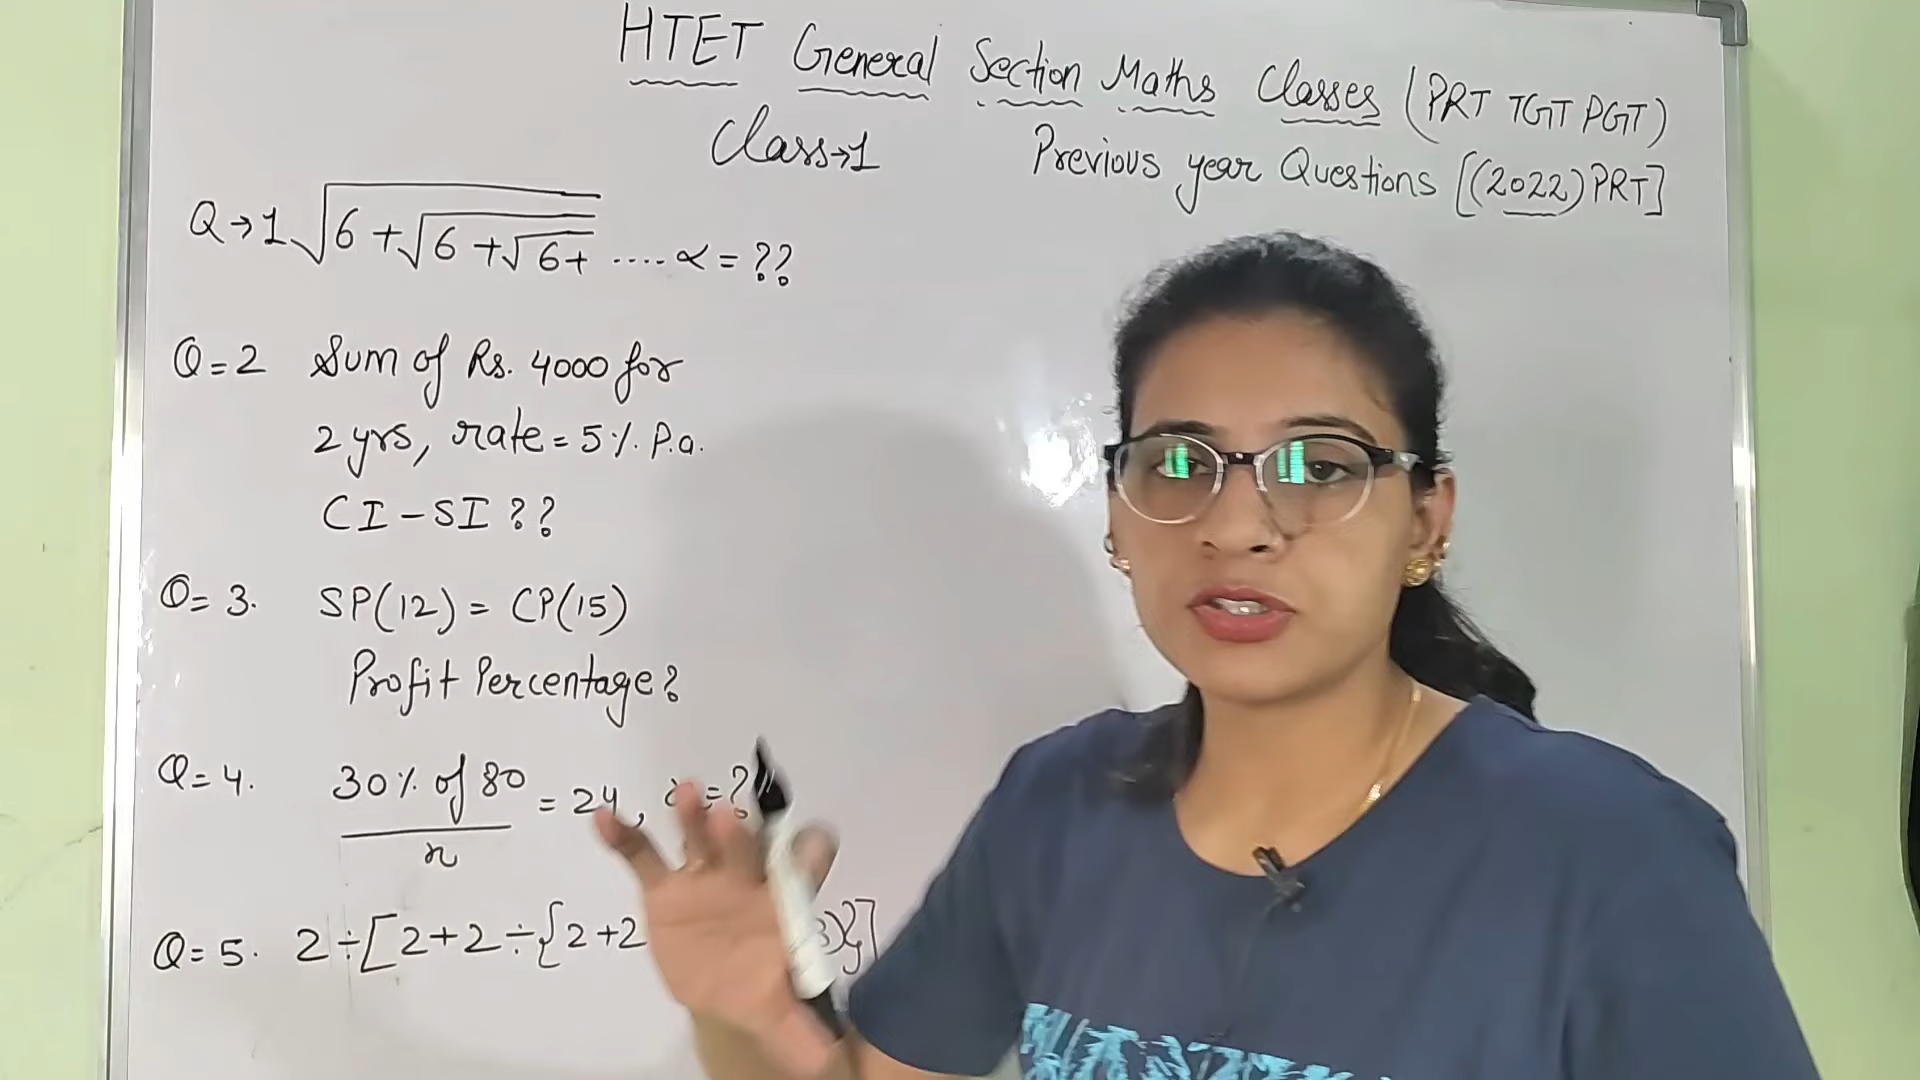 HTET General Section Maths Classes (PRT TGT PGT)
Class→1 Previous year Questions [(2022)PRT]
Q→1 √6+√6+√6+ ....∝ = ??
Q=2 Sum of Rs. 4000 for
2 yrs, rate = 5%. P.a.
CI - SI ??
Q=3. SP(12) = CP(15)
Profit Percentage?
Q=4. 30% of 80 / x = 24, =?
Q=5. 2÷[2+2÷{2+2 3)}]